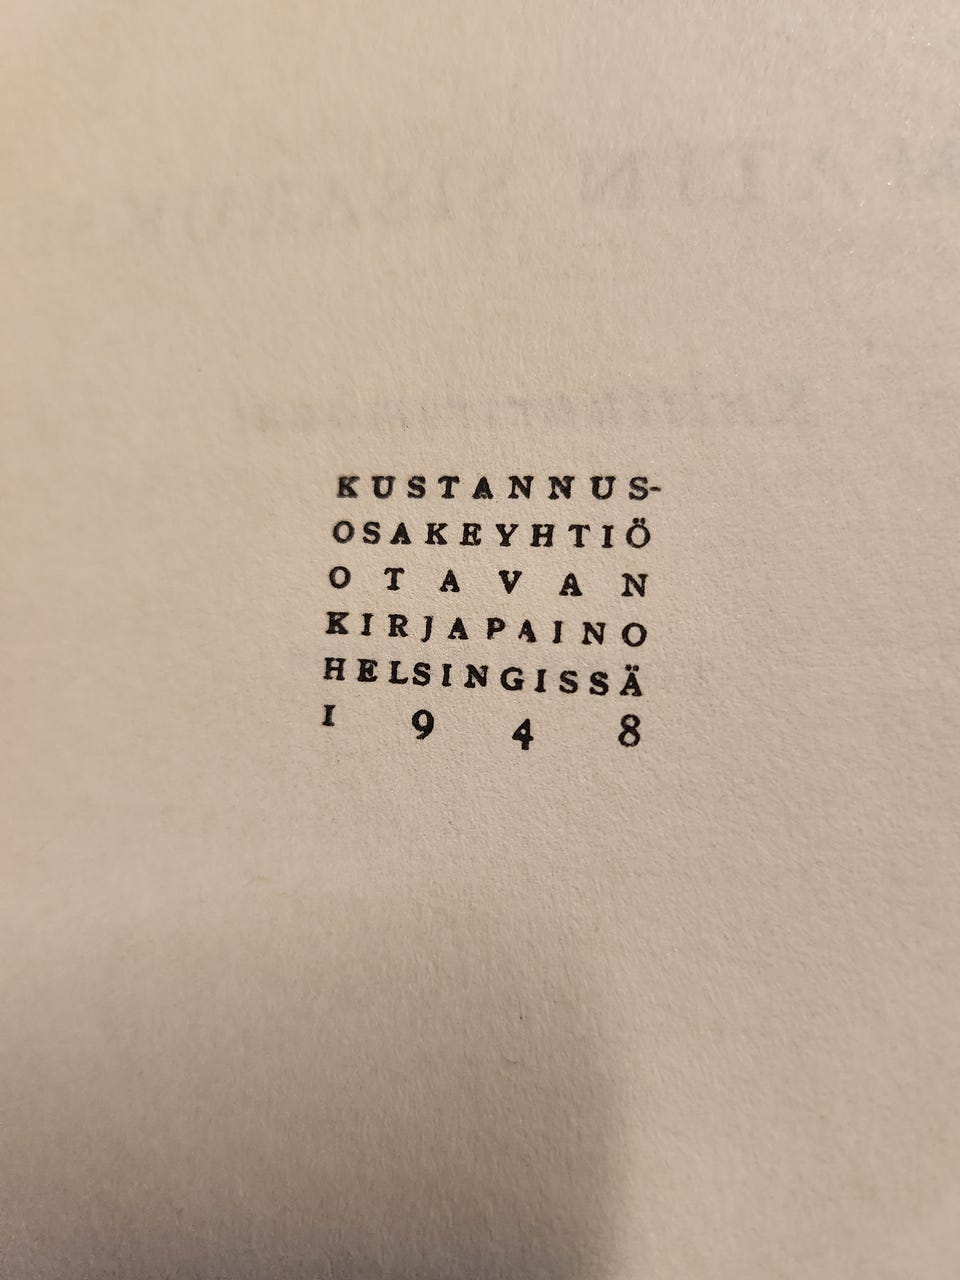 KUSTANNUS-
OSAKEYHTIÖ
OTAVAN
KIRJAPAINO
HELSINGISSÄ
1948